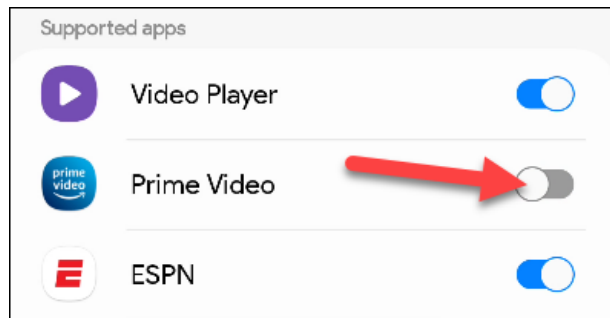 Supported apps
Video Player
prime
video
Prime Video
ESPN